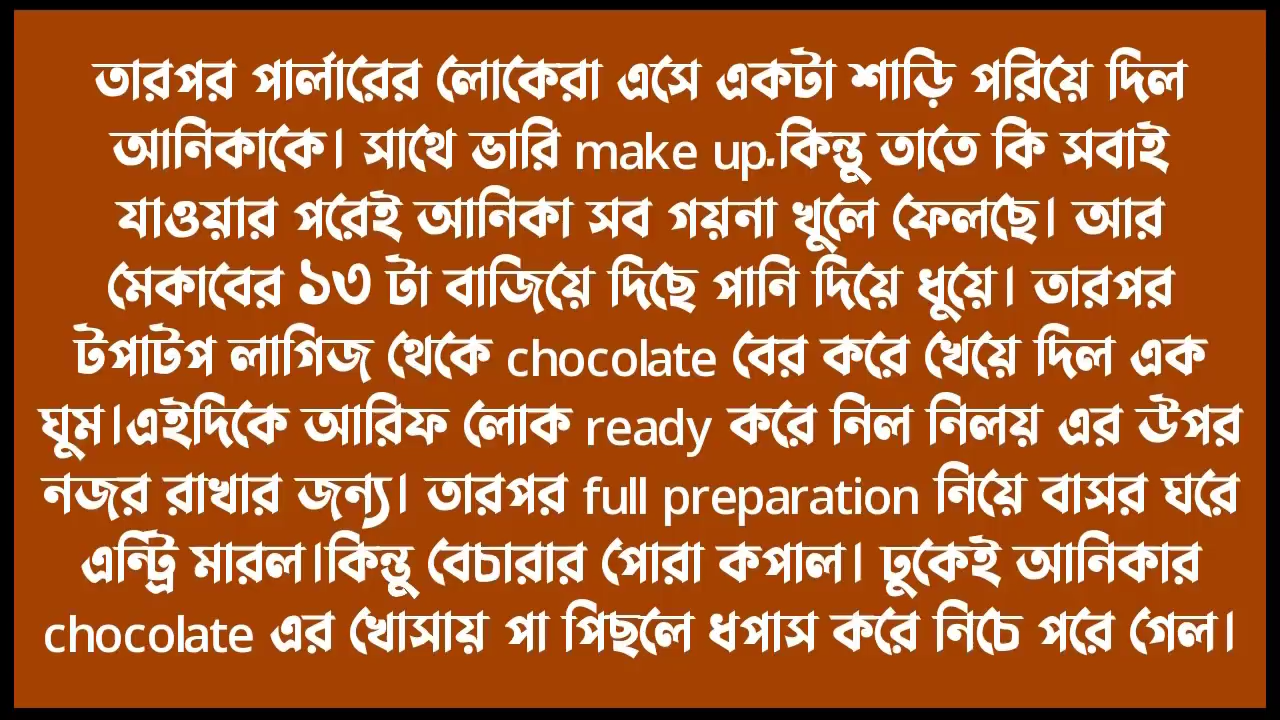 তারপর পার্লারের লোকেরা এসে একটা শাড়ি পরিয়ে দিল
আনিকাকে। সাথে ভারি make up.কিন্তু তাতে কি সবাই
যাওয়ার পরেই আনিকা সব গয়না খুলে ফেলছে। আর
মেকাবের ১৩ টা বাজিয়ে দিছে পানি দিয়ে ধুয়ে। তারপর
টপাটপ লাগিজ থেকে chocolate বের করে খেয়ে দিল এক
ঘুম।এইদিকে আরিফ লোক ready করে নিল নিলয় এর উপর
নজর রাখার জন্য। তারপর full preparation নিয়ে বাসর ঘরে
এন্ট্রি মারল।কিন্তু বেচারার পোরা কপাল। ঢুকেই আনিকার
chocolate এর খোসায় পা পিছলে ধপাস করে নিচে পরে গেল।